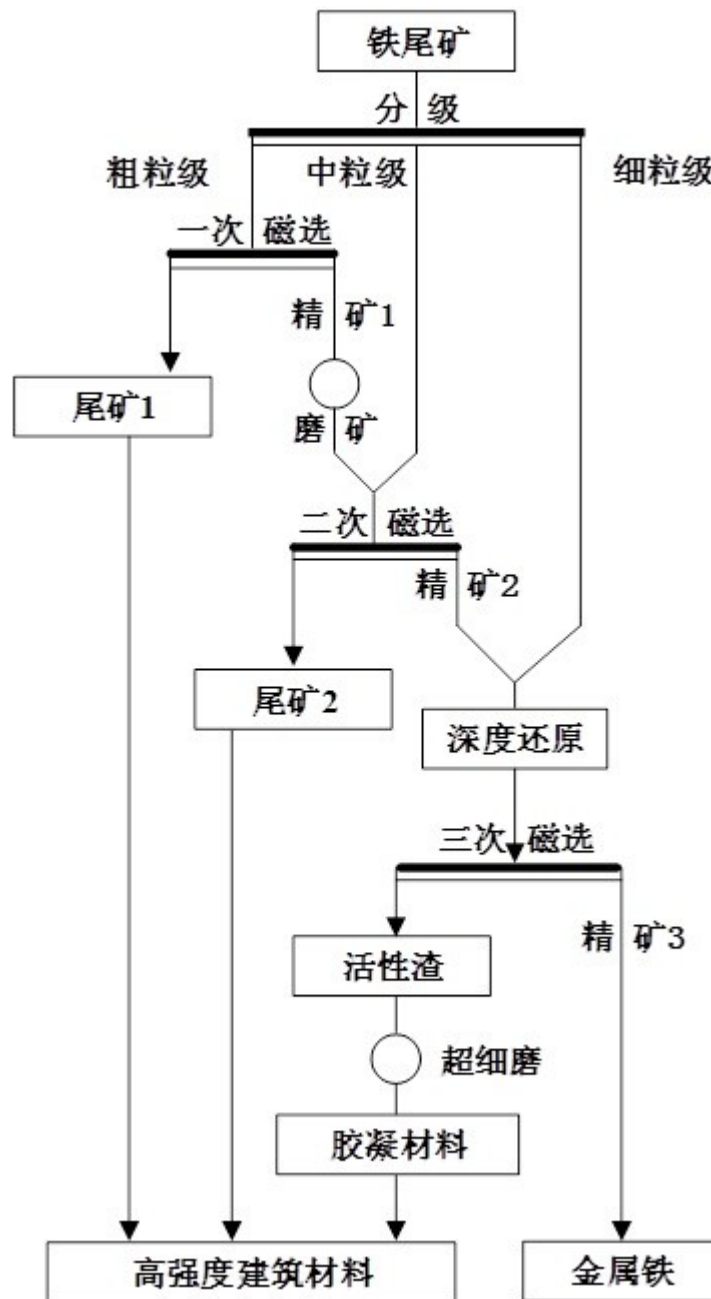 铁尾矿
分 级
粗粒级
中粒级
细粒级
一次 磁选
精 矿1
尾矿1
磨 矿
二次 磁选
精 矿2
尾矿2
深度还原
三次 磁选
精 矿3
活性渣
超细磨
胶凝材料
高强度建筑材料
金属铁